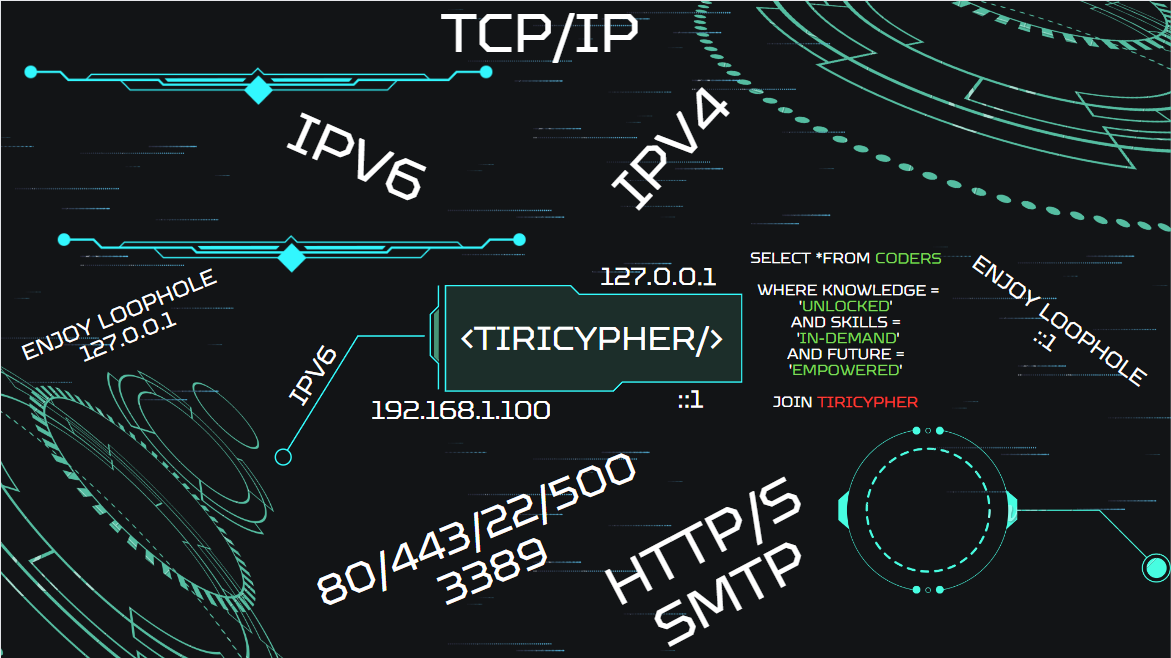 TCP/IP
IPV6
IPV4
ENJOY LOOPHOLE
127.0.0.1
IPV6
127.0.0.1
<TIRICYPHER/>
192.168.1.100
::1
SELECT *FROM CODERS
WHERE KNOWLEDGE =
'UNLOCKED'
AND SKILLS =
'IN-DEMAND'
AND FUTURE =
'EMPOWERED'
JOIN TIRICYPHER
ENJOY LOOPHOLE
::1
80/443/22/500
3389
HTTP/S
SMTP